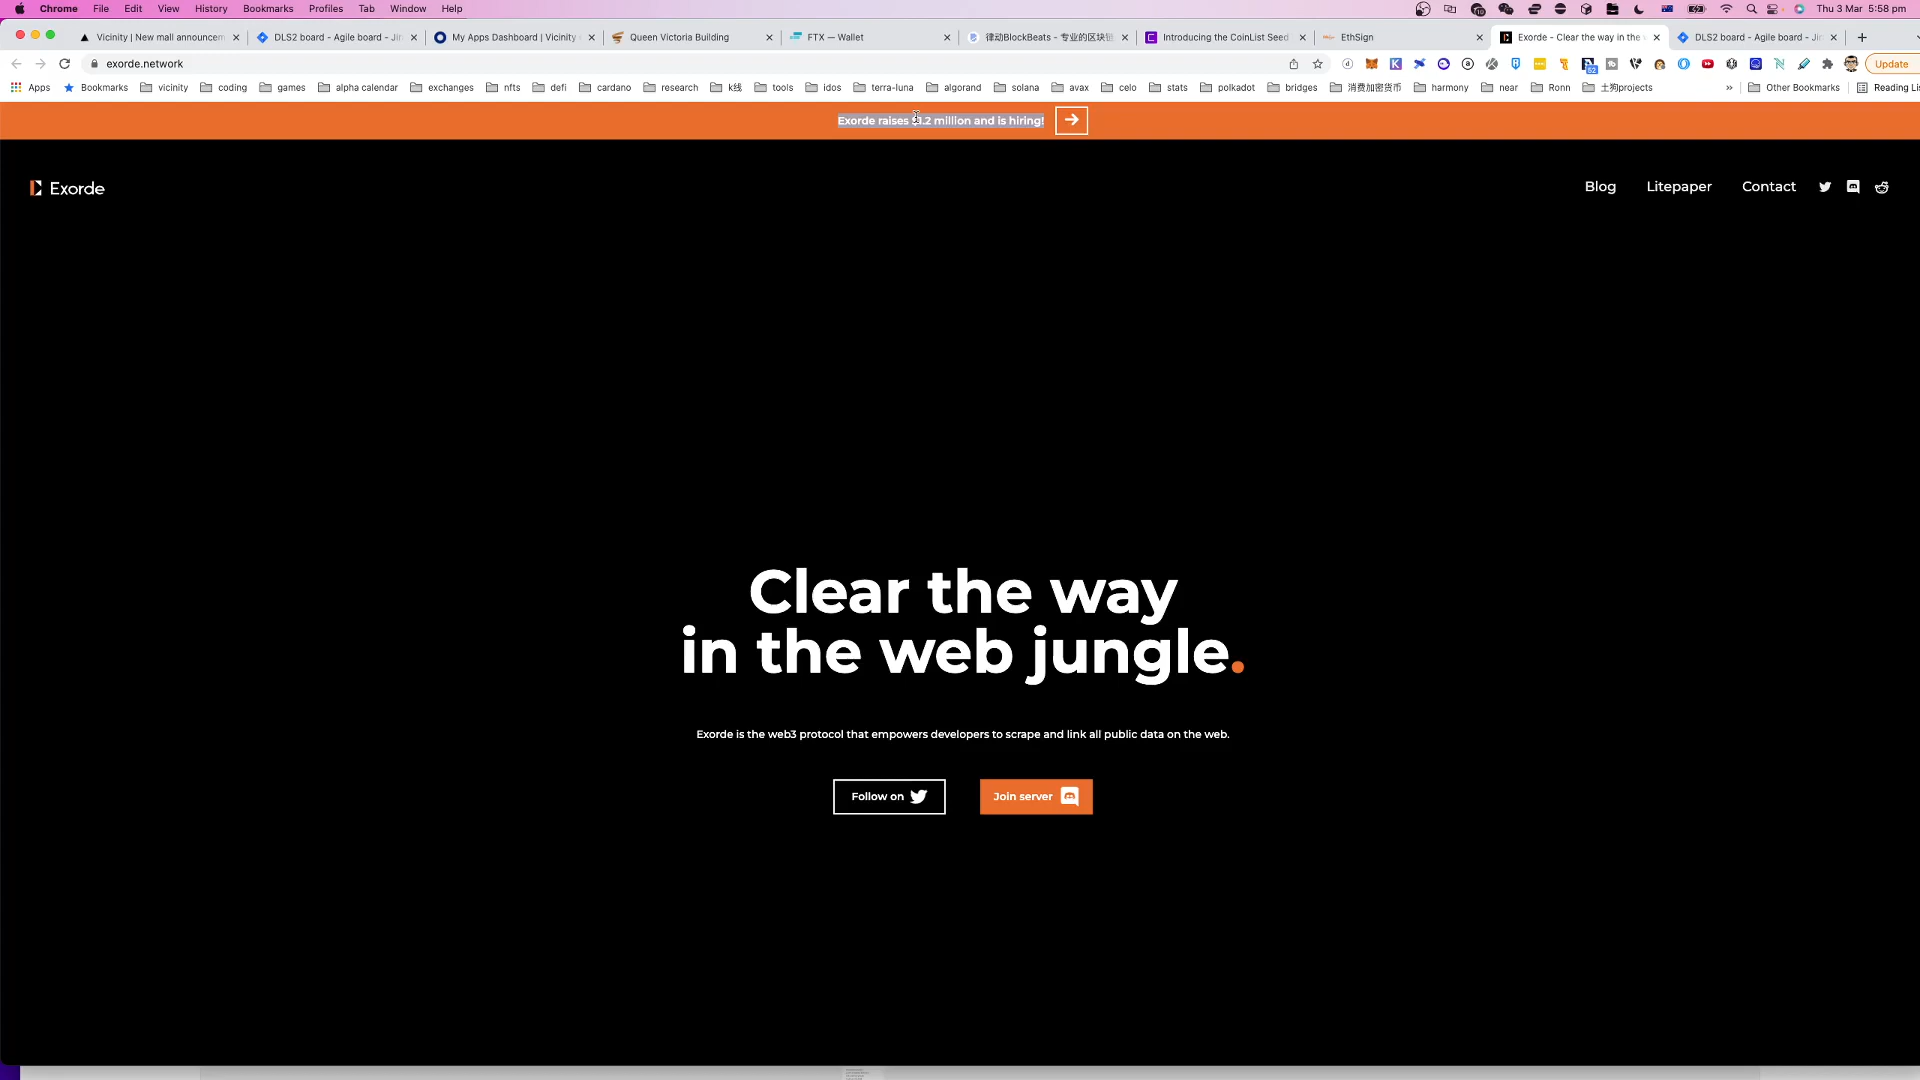 Chrome File Edit View History Bookmarks Profiles Tab Window Help Thu 3 Mar 5:58 pm
Vicinity | New mall announcem DLS2 board - Agile board - Jir My Apps Dashboard | Vicinity Queen Victoria Building FTX — Wallet 律动BlockBeats - 专业的区块链 Introducing the CoinList Seed EthSign Exorde - Clear the way in the w DLS2 board - Agile board - Jir
exorde.network Update
Apps Bookmarks vicinity coding games alpha calendar exchanges nfts defi cardano research k线 tools idos terra-luna algorand solana avax celo stats polkadot bridges 消费加密货币 harmony near Ronn 土狗projects » Other Bookmarks Reading Lis
Exorde raises $1.2 million and is hiring!
Exorde
Blog Litepaper Contact
Clear the way
in the web jungle.
Exorde is the web3 protocol that empowers developers to scrape and link all public data on the web.
Follow on
Join server